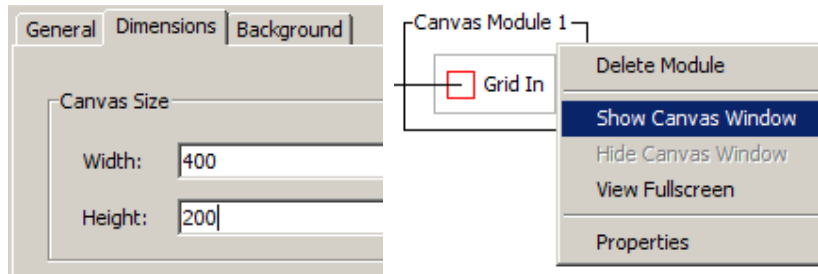 General Dimensions Background
Canvas Size
Width: 400
Height: 200
Canvas Module 1
Grid In
Delete Module
Show Canvas Window
Hide Canvas Window
View Fullscreen
Properties